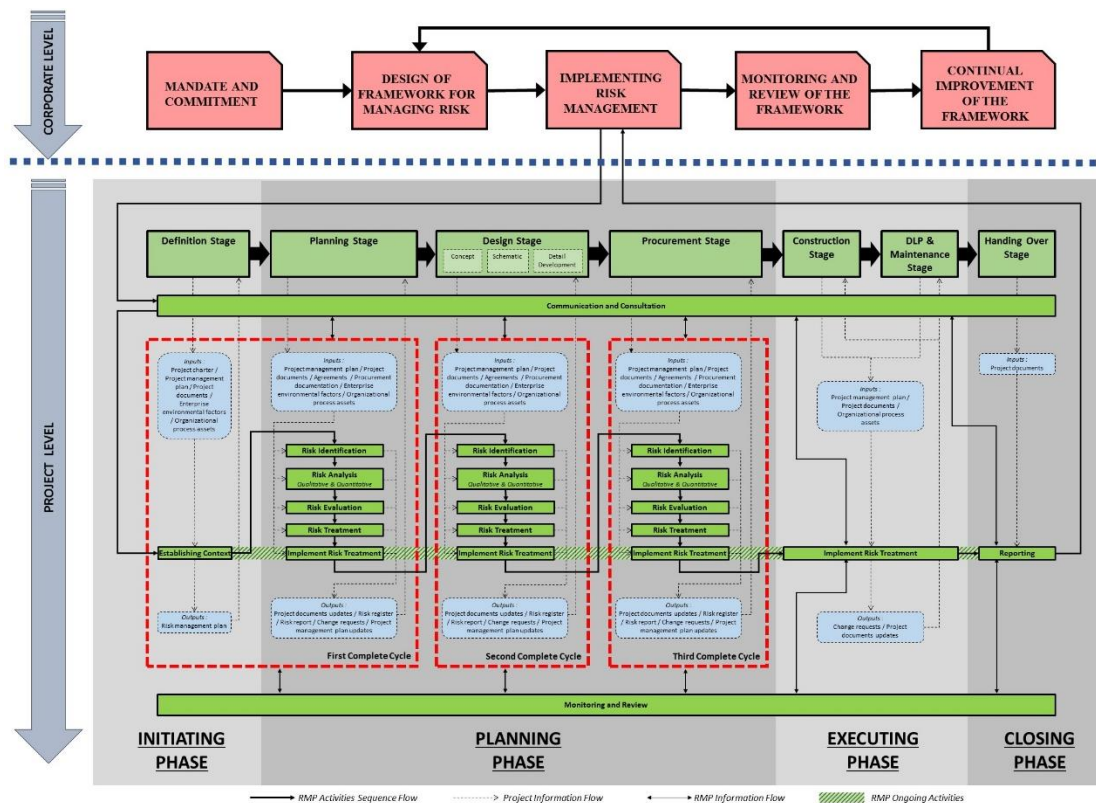 CORPORATE LEVEL
MANDATE AND
COMMITMENT
DESIGN OF
FRAMEWORK FOR
MANAGING RISK
IMPLEMENTING
RISK
MANAGEMENT
MONITORING AND
REVIEW OF THE
FRAMEWORK
CONTINUAL
IMPROVEMENT
OF THE
FRAMEWORK
PROJECT LEVEL
Definition Stage
Planning Stage
Design Stage
Concept
Schematic
Detail
Development
Procurement Stage
Construction
Stage
DLP &
Maintenance
Stage
Handing Over
Stage
Communication and Consultation
Inputs :
Project charter /
Project management
plan / Project
documents /
Enterprise
environmental factors
/ Organizational
process assets
Inputs :
Project management plan / Project
documents / Agreements / Procurement
documentation / Enterprise
environmental factors / Organizational
process assets
Inputs :
Project management plan / Project
documents / Agreements / Procurement
documentation / Enterprise
environmental factors / Organizational
process assets
Inputs :
Project management plan / Project
documents / Agreements / Procurement
documentation / Enterprise
environmental factors / Organizational
process assets
Inputs :
Project management plan
/ Project documents /
Organizational process
assets
Inputs :
Project documents
Risk Identification
Risk Analysis
Qualitative & Quantitative
Risk Evaluation
Risk Treatment
Implement Risk Treatment
Risk Identification
Risk Analysis
Qualitative & Quantitative
Risk Evaluation
Risk Treatment
Implement Risk Treatment
Risk Identification
Risk Analysis
Qualitative & Quantitative
Risk Evaluation
Risk Treatment
Implement Risk Treatment
Establishing Context
Implement Risk Treatment
Reporting
Outputs :
Risk management plan
Outputs :
Project documents updates / Risk register
/ Risk report / Change requests / Project
management plan updates
Outputs :
Project documents updates / Risk register
/ Risk report / Change requests / Project
management plan updates
Outputs :
Project documents updates / Risk register
/ Risk report / Change requests / Project
management plan updates
Outputs :
Change requests / Project
documents updates
First Complete Cycle
Second Complete Cycle
Third Complete Cycle
Monitoring and Review
INITIATING
PHASE
PLANNING
PHASE
EXECUTING
PHASE
CLOSING
PHASE
RMP Activities Sequence Flow
Project Information Flow
RMP Information Flow
RMP Ongoing Activities